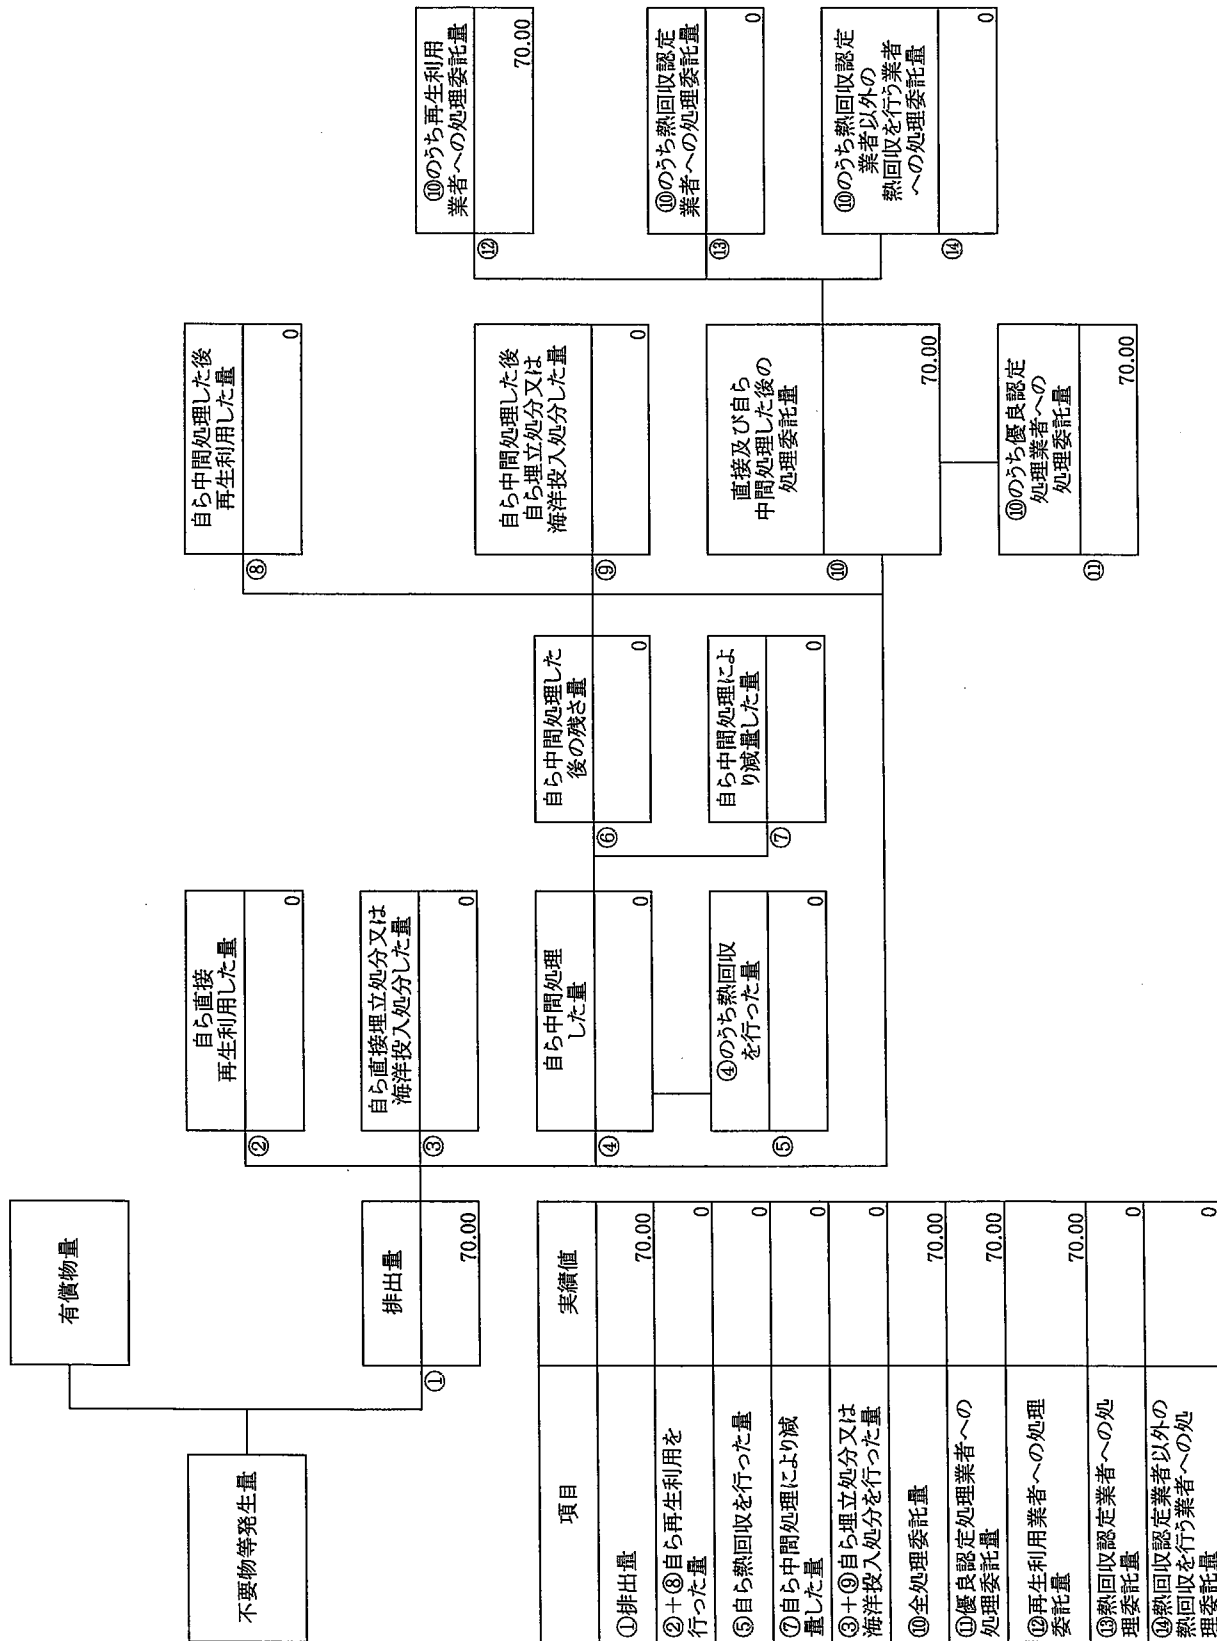 有償物量
不要物等発生量
排出量
①
70.00
自ら直接
再生利用した量
②
0
自ら直接埋立処分又は
海洋投入処分した量
③
0
自ら中間処理
した量
④
0
④のうち熱回収
を行った量
⑤
0
自ら中間処理した
後の残さ量
⑥
0
自ら中間処理によ
り減量した量
⑦
0
自ら中間処理した後
再生利用した量
⑧
0
自ら中間処理した後
自ら埋立処分又は
海洋投入処分した量
⑨
0
直接及び自ら
中間処理した後の
処理委託量
⑩
70.00
⑩のうち優良認定
処理業者への
処理委託量
⑪
70.00
⑩のうち再生利用
業者への処理委託量
⑫
70.00
⑩のうち熱回収認定
業者への処理委託量
⑬
0
⑩のうち熱回収認定
業者以外の
熱回収を行う業者
への処理委託量
⑭
0
項目 実績値
①排出量 70.00
②+⑧自ら再生利用を
行った量 0
⑤自ら熱回収を行った量 0
⑦自ら中間処理により減
量した量 0
③+⑨自ら埋立処分又は
海洋投入処分を行った量 0
⑩全処理委託量 70.00
⑪優良認定処理業者への
処理委託量 70.00
⑫再生利用業者への処理
委託量 70.00
⑬熱回収認定業者への処
理委託量 0
⑭熱回収認定業者以外の
熱回収を行う業者への処
理委託量 0